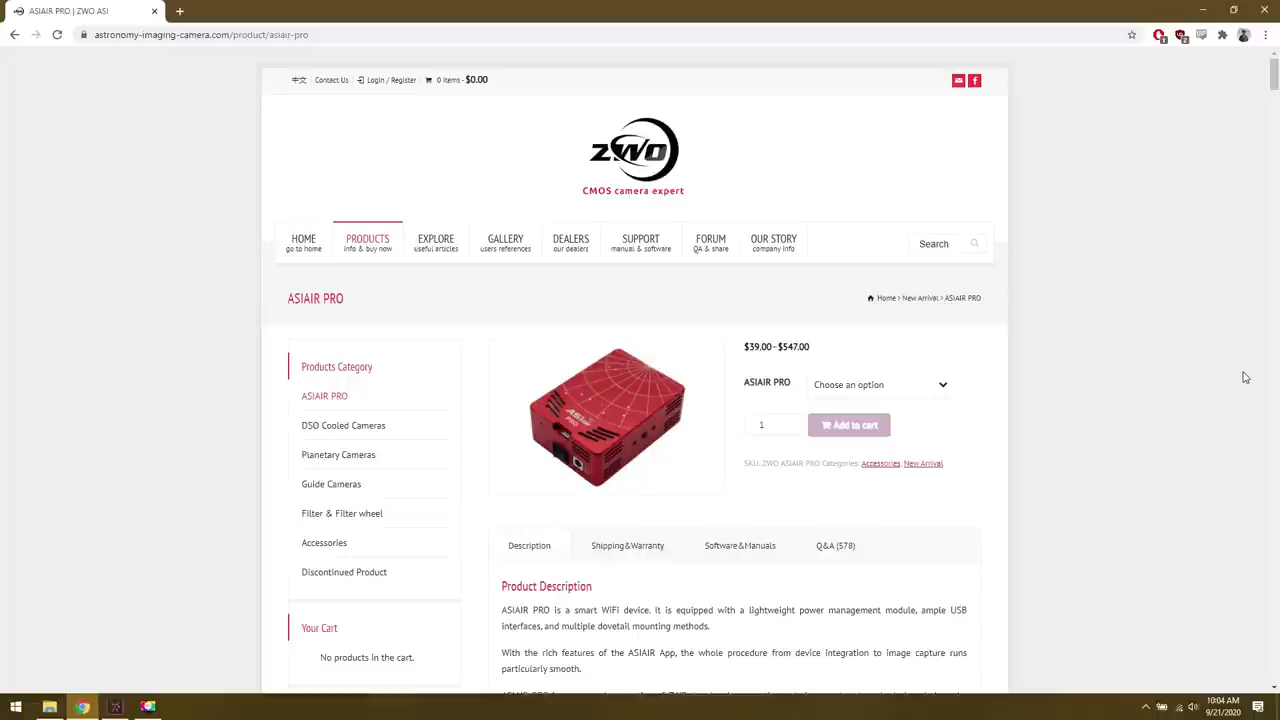 ASIAIR PRO | ZWO ASI
astronomy-imaging-camera.com/product/asiair-pro
中文 Contact Us Login / Register 0 items - $0.00
ZWO
CMOS camera expert
HOME PRODUCTS EXPLORE GALLERY DEALERS SUPPORT FORUM OUR STORY
go to home info & buy now useful articles users references our dealers manual & software QA & share company info
Search
ASIAIR PRO
Home › New Arrival › ASIAIR PRO
Products Category
ASIAIR PRO
DSO Cooled Cameras
Planetary Cameras
Guide Cameras
Filter & Filter wheel
Accessories
Discontinued Product
Your Cart
No products in the cart.
ASIair
PRO
$39.00–$547.00
ASIAIR PRO Choose an option
1 Add to cart
SKU: ZWO ASIAIR PRO Categories: Accessories, New Arrival
Description Shipping&Warranty Software&Manuals Q&A (578)
Product Description
ASIAIR PRO is a smart WiFi device. It is equipped with a lightweight power management module, ample USB
interfaces, and multiple dovetail mounting methods.
With the rich features of the ASIAIR App, the whole procedure from device integration to image capture runs
particularly smooth.
10:04 AM
9/21/2020